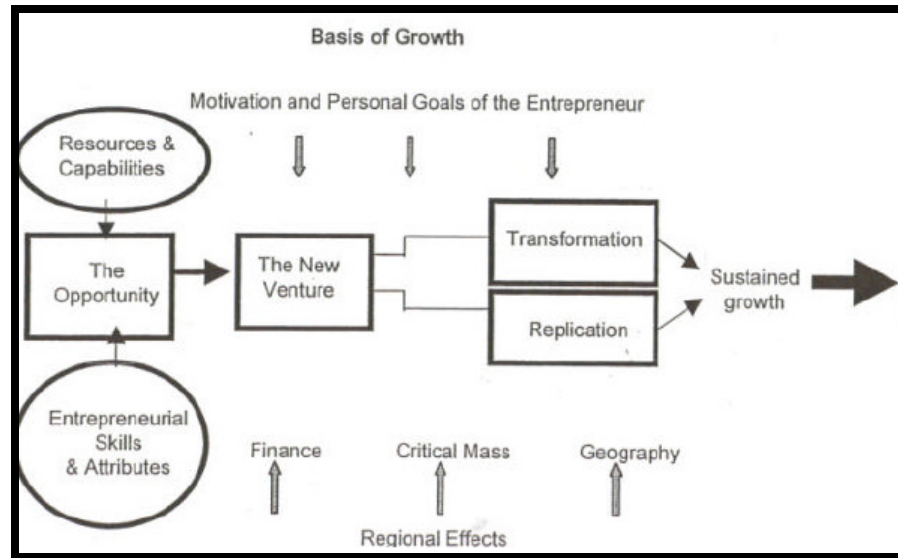 Basis of Growth
Motivation and Personal Goals of the Entrepreneur
Resources &
Capabilities
The
Opportunity
The New
Venture
Transformation
Replication
Sustained
growth
Entrepreneurial
Skills
& Attributes
Finance
Critical Mass
Geography
Regional Effects